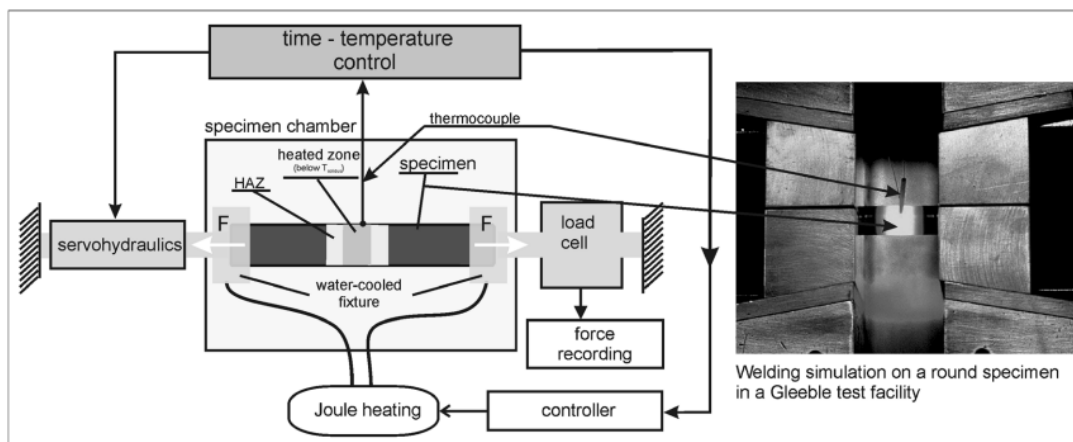 time - temperature
control
thermocouple
specimen chamber
heated zone
(below T
specimen
HAZ
F
F
servohydraulics
load
cell
water-cooled
fixture
force
recording
Joule heating
controller
Welding simulation on a round specimen
in a Gleeble test facility